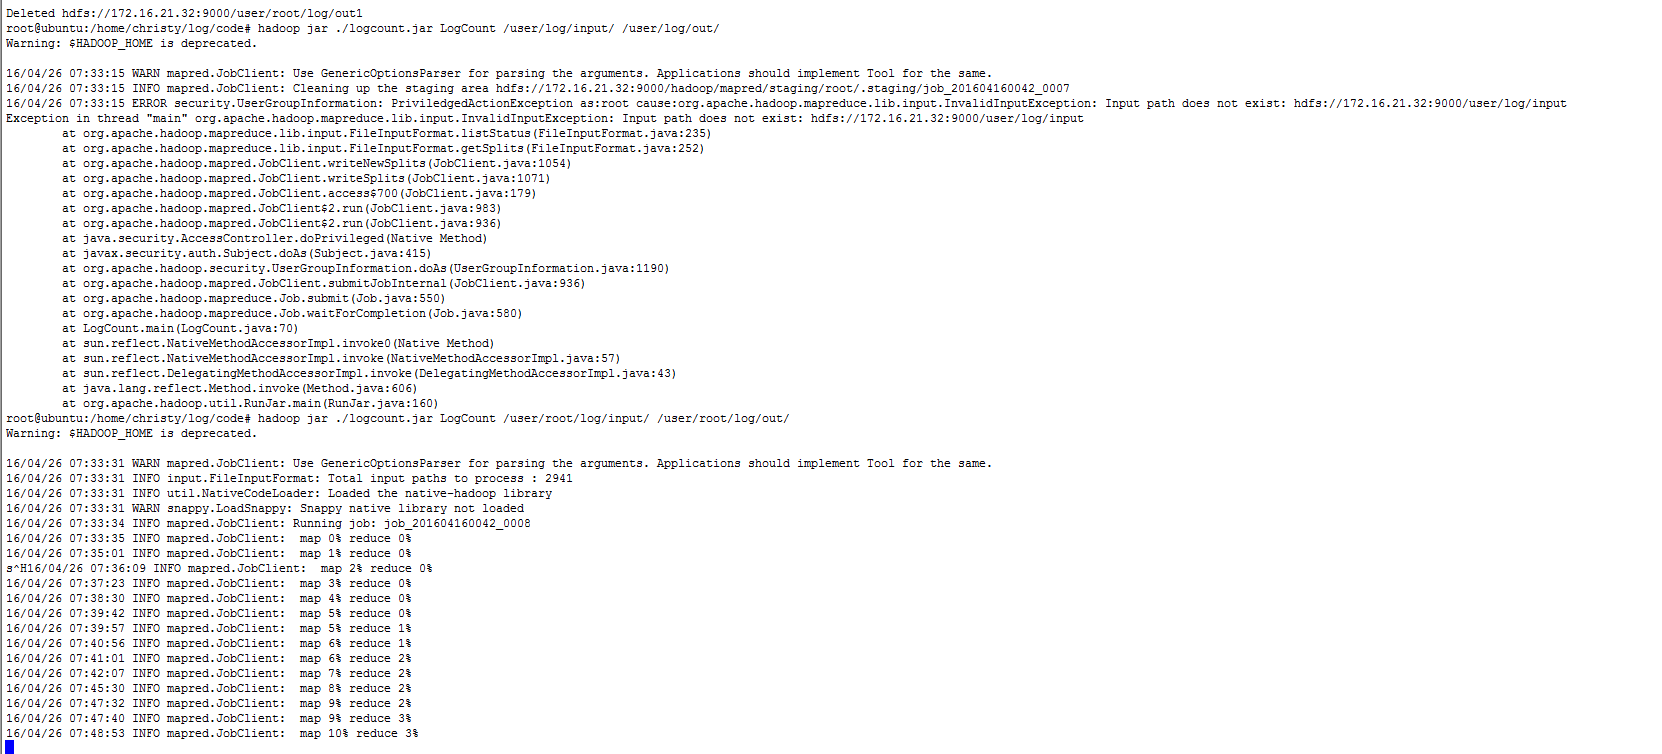 Deleted hdfs://172.16.21.32:9000/user/root/log/out1
root@ubuntu:/home/christy/log/code# hadoop jar ./logcount.jar LogCount /user/log/input/ /user/log/out/
Warning: $HADOOP_HOME is deprecated.
16/04/26 07:33:15 WARN mapred.JobClient: Use GenericOptionsParser for parsing the arguments. Applications should implement Tool for the same.
16/04/26 07:33:15 INFO mapred.JobClient: Cleaning up the staging area hdfs://172.16.21.32:9000/hadoop/mapred/staging/root/.staging/job_201604160042_0007
16/04/26 07:33:15 ERROR security.UserGroupInformation: PriviledgedActionException as:root cause:org.apache.hadoop.mapreduce.lib.input.InvalidInputException: Input path does not exist: hdfs://172.16.21.32:9000/user/log/input
Exception in thread "main" org.apache.hadoop.mapreduce.lib.input.InvalidInputException: Input path does not exist: hdfs://172.16.21.32:9000/user/log/input
at org.apache.hadoop.mapreduce.lib.input.FileInputFormat.listStatus(FileInputFormat.java:235)
at org.apache.hadoop.mapreduce.lib.input.FileInputFormat.getSplits(FileInputFormat.java:252)
at org.apache.hadoop.mapred.JobClient.writeNewSplits(JobClient.java:1054)
at org.apache.hadoop.mapred.JobClient.writeSplits(JobClient.java:1071)
at org.apache.hadoop.mapred.JobClient.access$700(JobClient.java:179)
at org.apache.hadoop.mapred.JobClient$2.run(JobClient.java:983)
at org.apache.hadoop.mapred.JobClient$2.run(JobClient.java:936)
at java.security.AccessController.doPrivileged(Native Method)
at javax.security.auth.Subject.doAs(Subject.java:415)
at org.apache.hadoop.security.UserGroupInformation.doAs(UserGroupInformation.java:1190)
at org.apache.hadoop.mapred.JobClient.submitJobInternal(JobClient.java:936)
at org.apache.hadoop.mapreduce.Job.submit(Job.java:550)
at org.apache.hadoop.mapreduce.Job.waitForCompletion(Job.java:580)
at LogCount.main(LogCount.java:70)
at sun.reflect.NativeMethodAccessorImpl.invoke0(Native Method)
at sun.reflect.NativeMethodAccessorImpl.invoke(NativeMethodAccessorImpl.java:57)
at sun.reflect.DelegatingMethodAccessorImpl.invoke(DelegatingMethodAccessorImpl.java:43)
at java.lang.reflect.Method.invoke(Method.java:606)
at org.apache.hadoop.util.RunJar.main(RunJar.java:160)
root@ubuntu:/home/christy/log/code# hadoop jar ./logcount.jar LogCount /user/root/log/input/ /user/root/log/out/
Warning: $HADOOP_HOME is deprecated.
16/04/26 07:33:31 WARN mapred.JobClient: Use GenericOptionsParser for parsing the arguments. Applications should implement Tool for the same.
16/04/26 07:33:31 INFO input.FileInputFormat: Total input paths to process : 2941
16/04/26 07:33:31 INFO util.NativeCodeLoader: Loaded the native-hadoop library
16/04/26 07:33:31 WARN snappy.LoadSnappy: Snappy native library not loaded
16/04/26 07:33:34 INFO mapred.JobClient: Running job: job_201604160042_0008
16/04/26 07:33:35 INFO mapred.JobClient:  map 0% reduce 0%
16/04/26 07:35:01 INFO mapred.JobClient:  map 1% reduce 0%
s^H16/04/26 07:36:09 INFO mapred.JobClient:  map 2% reduce 0%
16/04/26 07:37:23 INFO mapred.JobClient:  map 3% reduce 0%
16/04/26 07:38:30 INFO mapred.JobClient:  map 4% reduce 0%
16/04/26 07:39:42 INFO mapred.JobClient:  map 5% reduce 0%
16/04/26 07:39:57 INFO mapred.JobClient:  map 5% reduce 1%
16/04/26 07:40:56 INFO mapred.JobClient:  map 6% reduce 1%
16/04/26 07:41:01 INFO mapred.JobClient:  map 6% reduce 2%
16/04/26 07:42:07 INFO mapred.JobClient:  map 7% reduce 2%
16/04/26 07:45:30 INFO mapred.JobClient:  map 8% reduce 2%
16/04/26 07:47:32 INFO mapred.JobClient:  map 9% reduce 2%
16/04/26 07:47:40 INFO mapred.JobClient:  map 9% reduce 3%
16/04/26 07:48:53 INFO mapred.JobClient:  map 10% reduce 3%